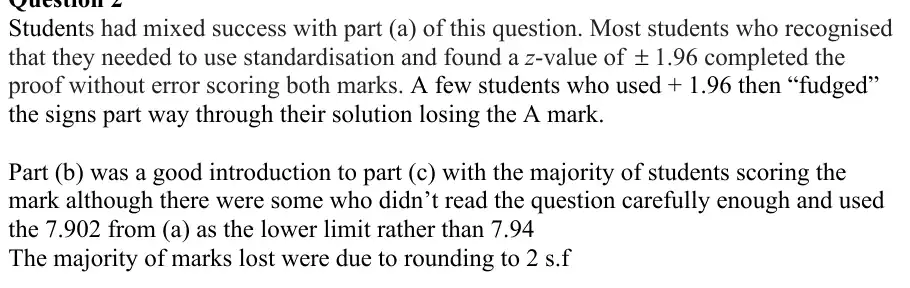 Question 2
Students had mixed success with part (a) of this question. Most students who recognised
that they needed to use standardisation and found a z-value of ± 1.96 completed the
proof without error scoring both marks. A few students who used + 1.96 then “fudged”
the signs part way through their solution losing the A mark.
Part (b) was a good introduction to part (c) with the majority of students scoring the
mark although there were some who didn’t read the question carefully enough and used
the 7.902 from (a) as the lower limit rather than 7.94
The majority of marks lost were due to rounding to 2 s.f